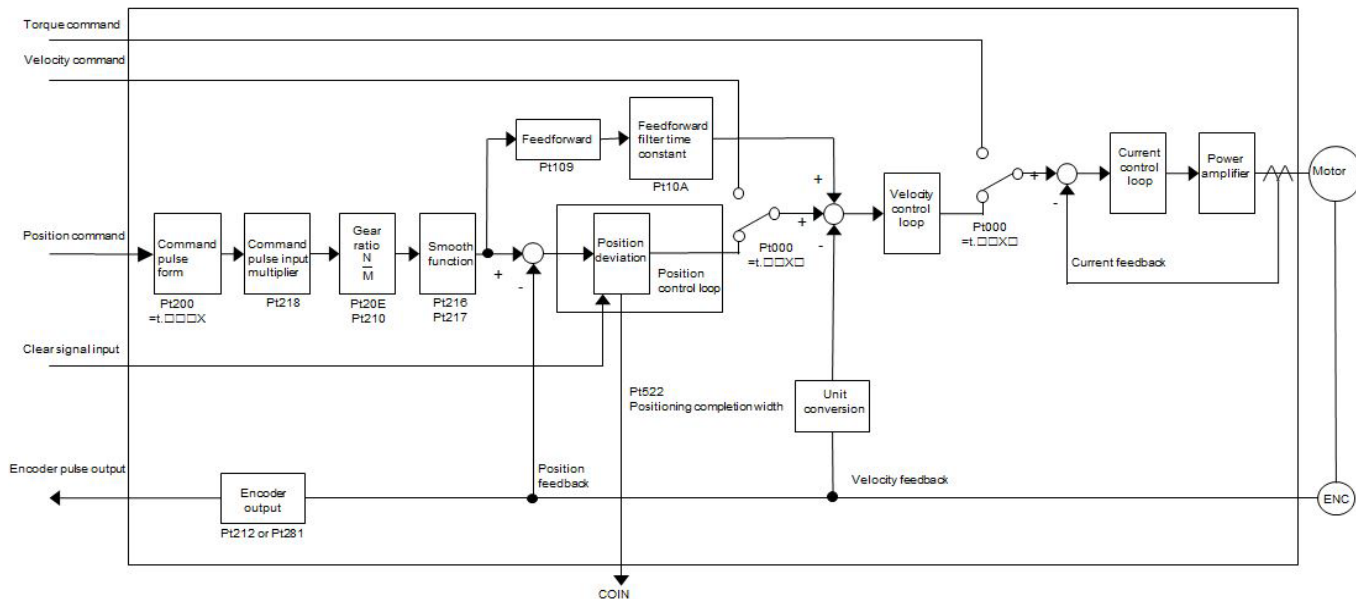 Torque command
Velocity command
Feedforward
Pt109
Feedforward
filter time
constant
Pt10A
+
Current
control
loop
Power
amplifier
Motor
+
-
Position command
Command
pulse
form
Pt200
=t.□□□X
Command
pulse input
multiplier
Pt218
Gear
ratio
N
M
Pt20E
Pt210
Smooth
function
Pt216
Pt217
+
-
Position
deviation
Position
control loop
Pt000
=t.□□X□
+
-
Velocity
control
loop
Pt000
=t.□□X□
Current feedback
Clear signal input
Pt522
Positioning completion width
Unit
conversion
Encoder pulse output
Encoder
output
Pt212 or Pt281
Position
feedback
Velocity feedback
ENC
COIN